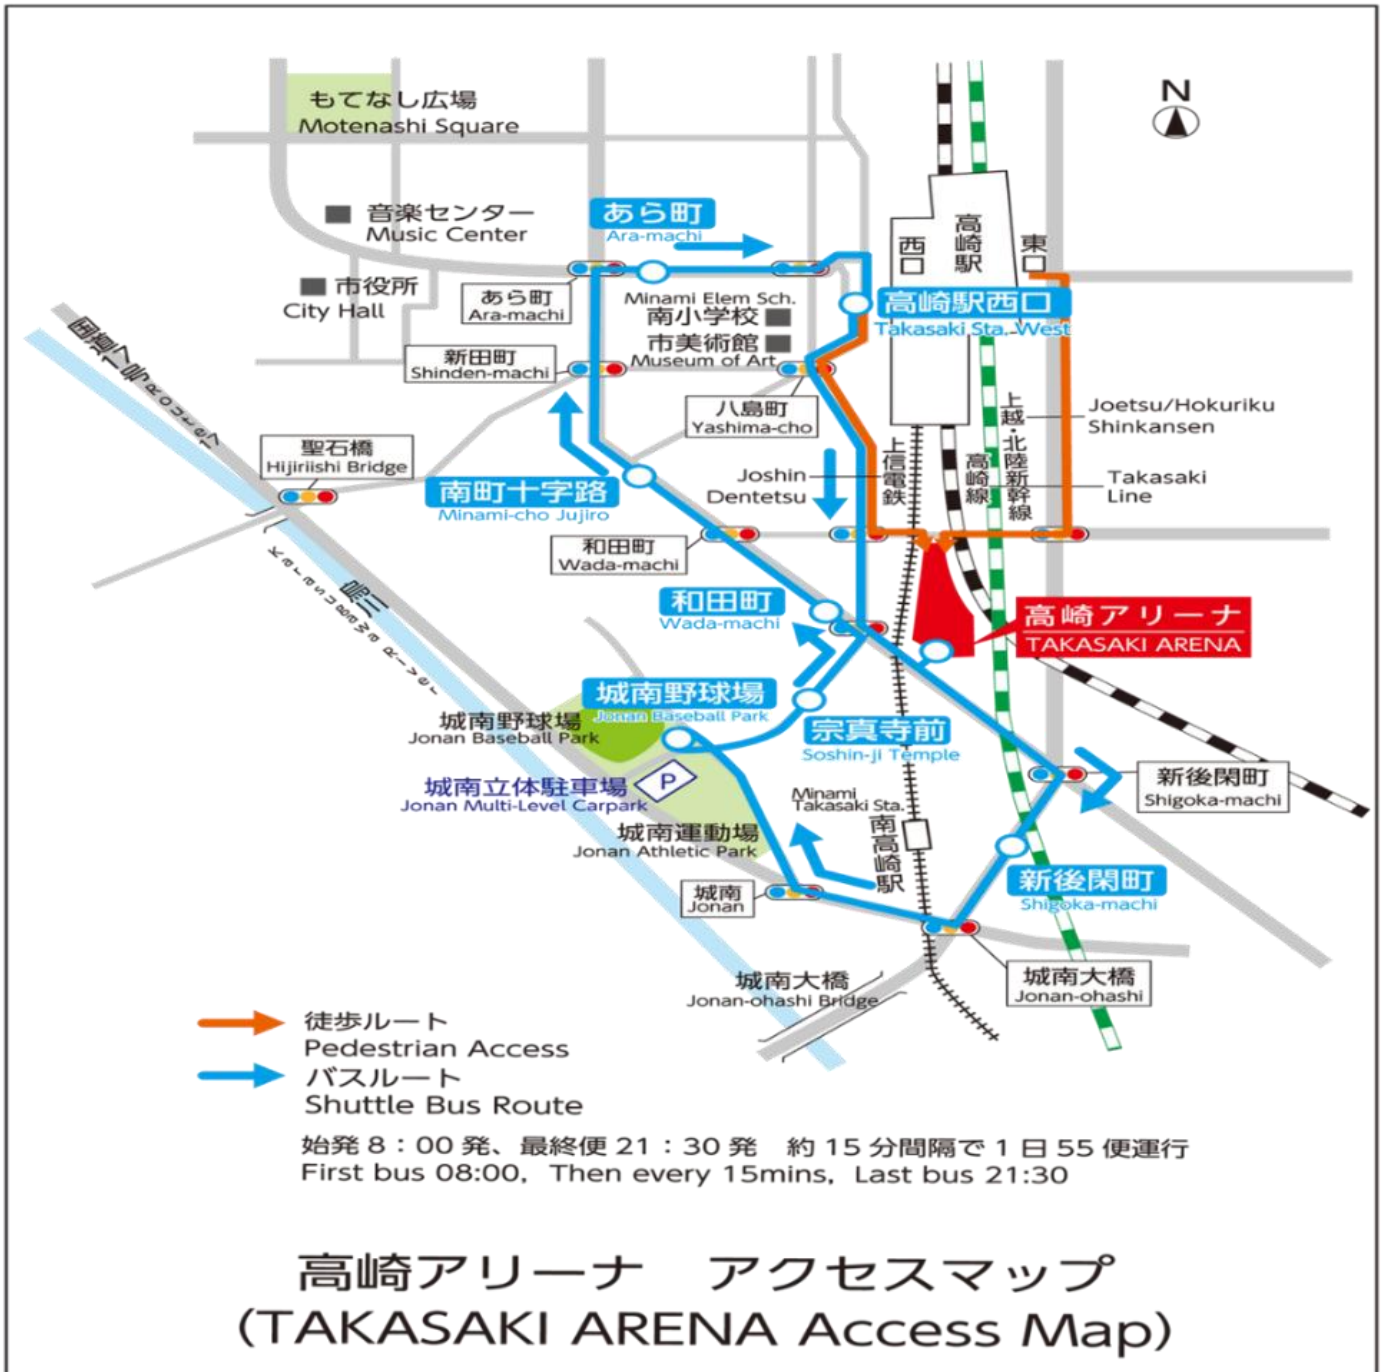 もてなし広場
Motenashi Square
N
音楽センター
Music Center
あら町
Ara-machi
高崎駅
西口
東口
市役所
City Hall
あら町
Ara-machi
Minami Elem Sch.
南小学校
市美術館
Museum of Art
高崎駅西口
Takasaki Sta. West
国道17号 Route17
新田町
Shinden-machi
八島町
Yashima-cho
上越・北陸新幹線
Joetsu/Hokuriku
Shinkansen
聖石橋
Hijiriishi Bridge
南町十字路
Minami-cho Jujiro
Joshin
Dentetsu
上信電鉄
高崎線
Takasaki
Line
和田町
Wada-machi
烏川
Karasugawa River
和田町
Wada-machi
高崎アリーナ
TAKASAKI ARENA
城南野球場
Jonan Baseball Park
城南野球場
Jonan Baseball Park
宗真寺前
Soshin-ji Temple
城南立体駐車場
Jonan Multi-Level Carpark
P
Minami
Takasaki Sta.
南高崎駅
新後閑町
Shigoka-machi
城南運動場
Jonan Athletic Park
新後閑町
Shigoka-machi
城南
Jonan
城南大橋
Jonan-ohashi Bridge
城南大橋
Jonan-ohashi
徒歩ルート
Pedestrian Access
バスルート
Shuttle Bus Route
始発 8：00 発、最終便 21：30 発　約 15 分間隔で 1 日 55 便運行
First bus 08:00, Then every 15mins, Last bus 21:30
高崎アリーナ　アクセスマップ
(TAKASAKI ARENA Access Map)